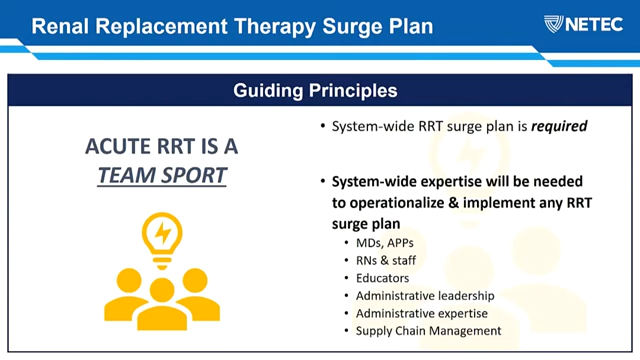 Renal Replacement Therapy Surge Plan
NETEC
Guiding Principles
ACUTE RRT IS A
TEAM SPORT
• System-wide RRT surge plan is required
• System-wide expertise will be needed
to operationalize & implement any RRT
surge plan
• MDs, APPs
• RNs & staff
• Educators
• Administrative leadership
• Administrative expertise
• Supply Chain Management